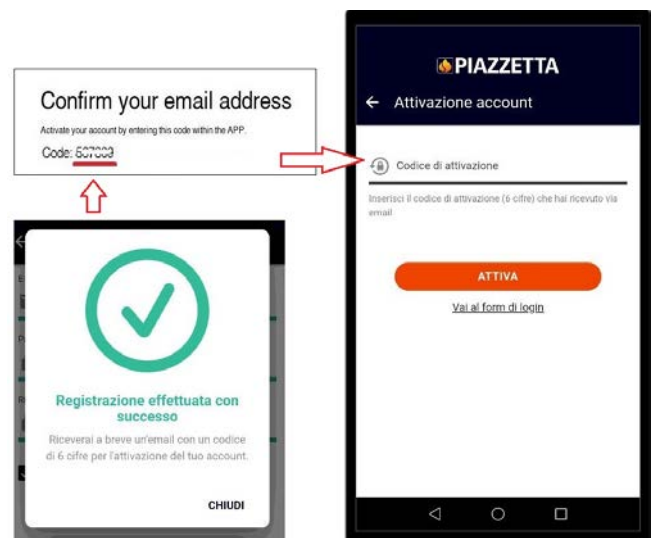 Confirm your email address
Activate your account by entering this code within the APP.
Code:
Registrazione effettuata con
successo
Riceverai a breve un'email con un codice
di 6 cifre per l'attivazione del tuo account.
CHIUDI
PIAZZETTA
Attivazione account
Codice di attivazione
Inserisci il codice di attivazione (6 cifre) che hai ricevuto via
email
ATTIVA
Vai al form di login